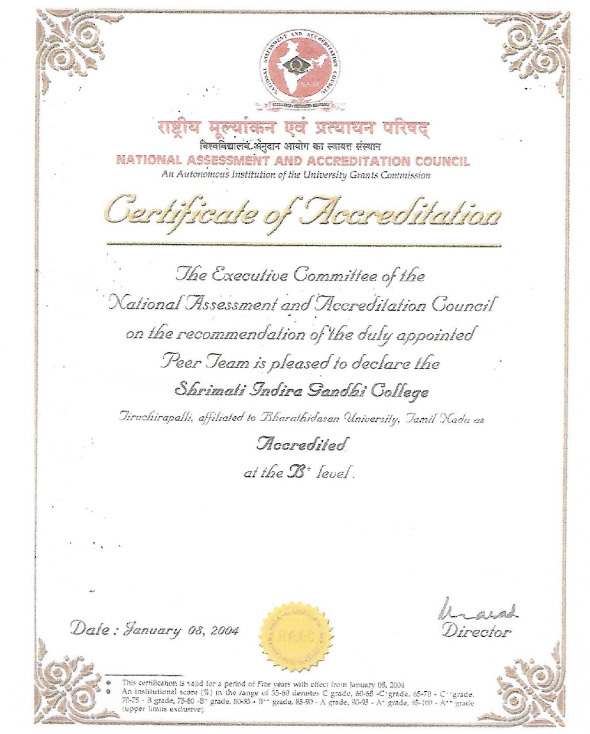 NATIONAL ASSESSMENT AND ACCREDITATION COUNCIL
राष्ट्रीय मूल्यांकन एवं प्रत्यायन परिषद्
विश्वविद्यालय अनुदान आयोग का स्वायत्त संस्थान
NATIONAL ASSESSMENT AND ACCREDITATION COUNCIL
An Autonomous Institution of the University Grants Commission
Certificate of Accreditation
The Executive Committee of the
National Assessment and Accreditation Council
on the recommendation of the duly appointed
Peer Team is pleased to declare the
Shrimati Indira Gandhi College
Tiruchirapalli, affiliated to Bharathidasan University, Tamil Nadu as
Accredited
at the B+ level.
Date : January 08, 2004
Director
This certification is valid for a period of Five years with effect from January 08, 2004
An institutional score (%) in the range of 55-60 denotes C grade, 60-65 -C+grade, 65-70 - C++grade,
70-75 - B grade, 75-80 -B+ grade, 80-85 - B++ grade, 85-90 - A grade, 90-95 - A+ grade, 95-100 - A++ grade
(upper limits exclusive)